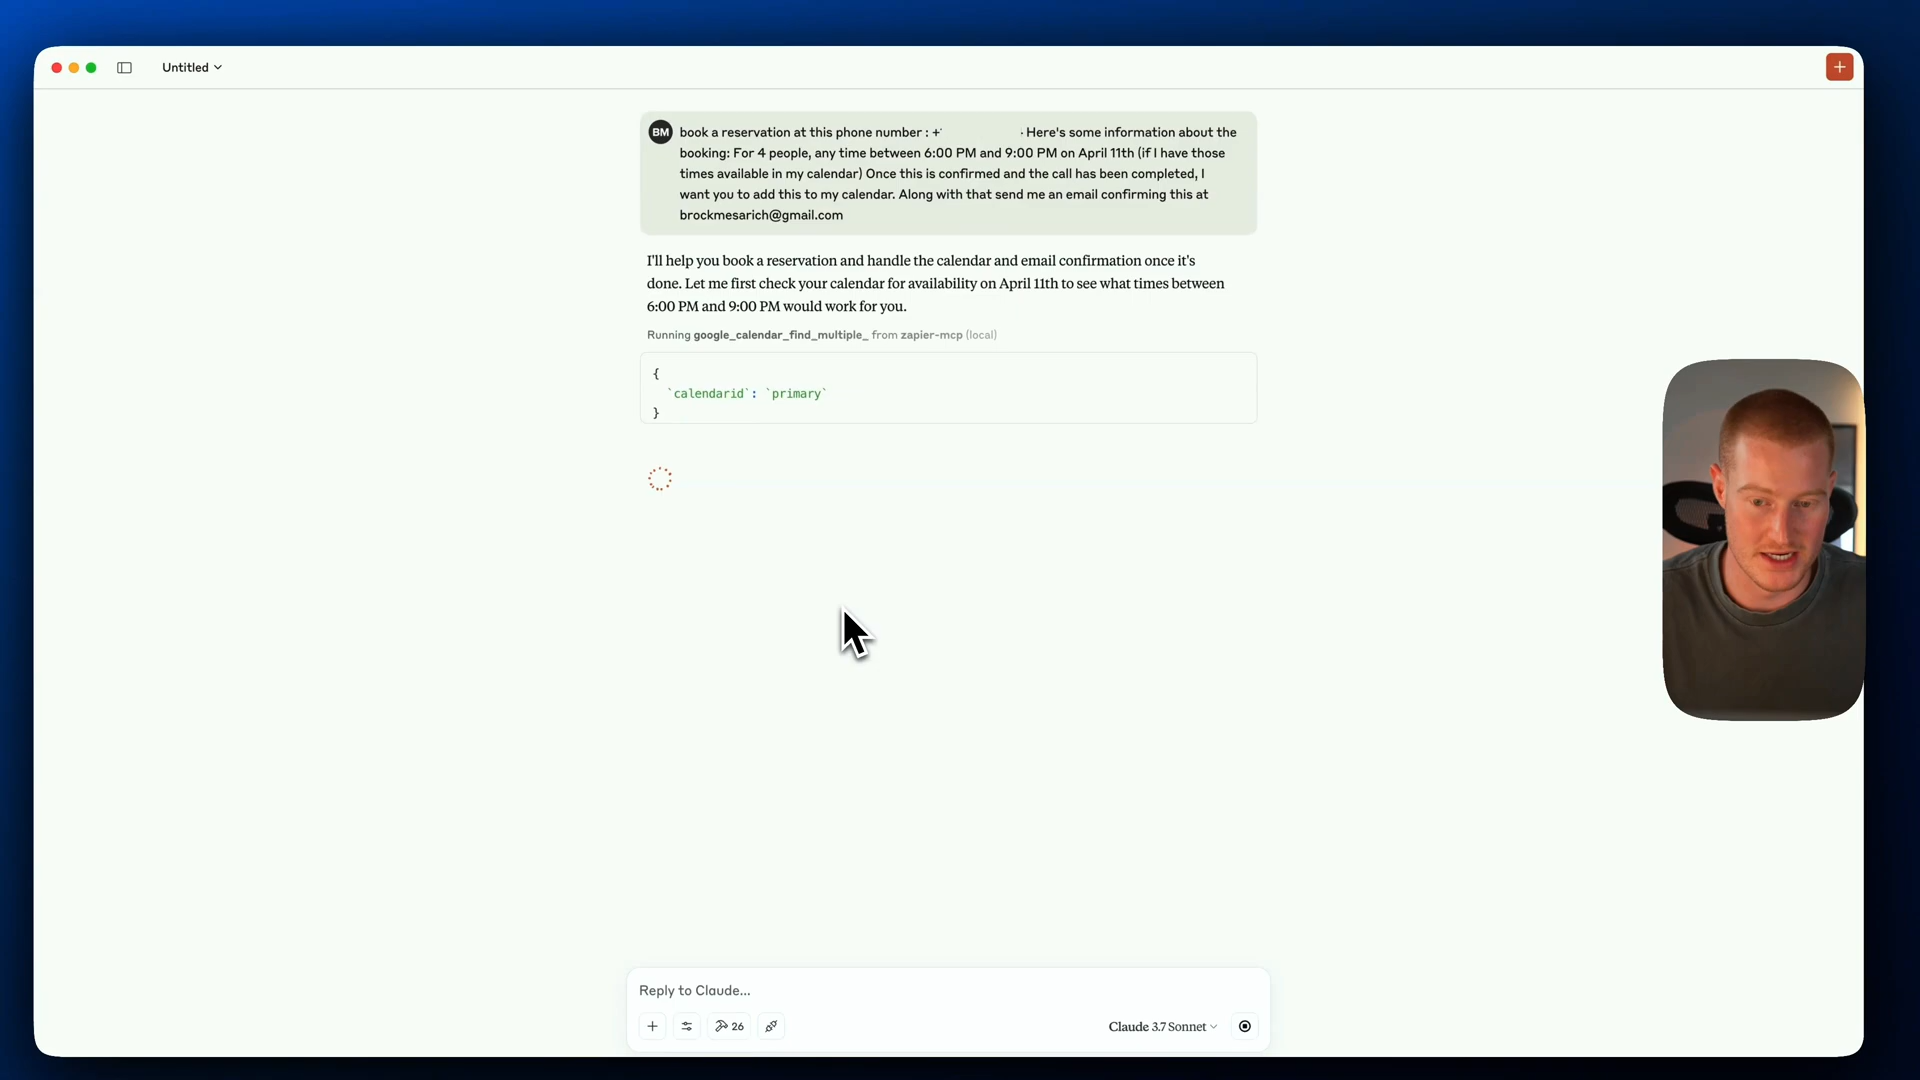 Untitled
BM
book a reservation at this phone number : +
· Here's some information about the
booking: For 4 people, any time between 6:00 PM and 9:00 PM on April 11th (if I have those
times available in my calendar) Once this is confirmed and the call has been completed, I
want you to add this to my calendar. Along with that send me an email confirming this at
brockmesarich@gmail.com
I'll help you book a reservation and handle the calendar and email confirmation once it's
done. Let me first check your calendar for availability on April 11th to see what times between
6:00 PM and 9:00 PM would work for you.
Running google_calendar_find_multiple_ from zapier-mcp (local)
{
`calendarid`: `primary`
}
Reply to Claude...
26
Claude 3.7 Sonnet